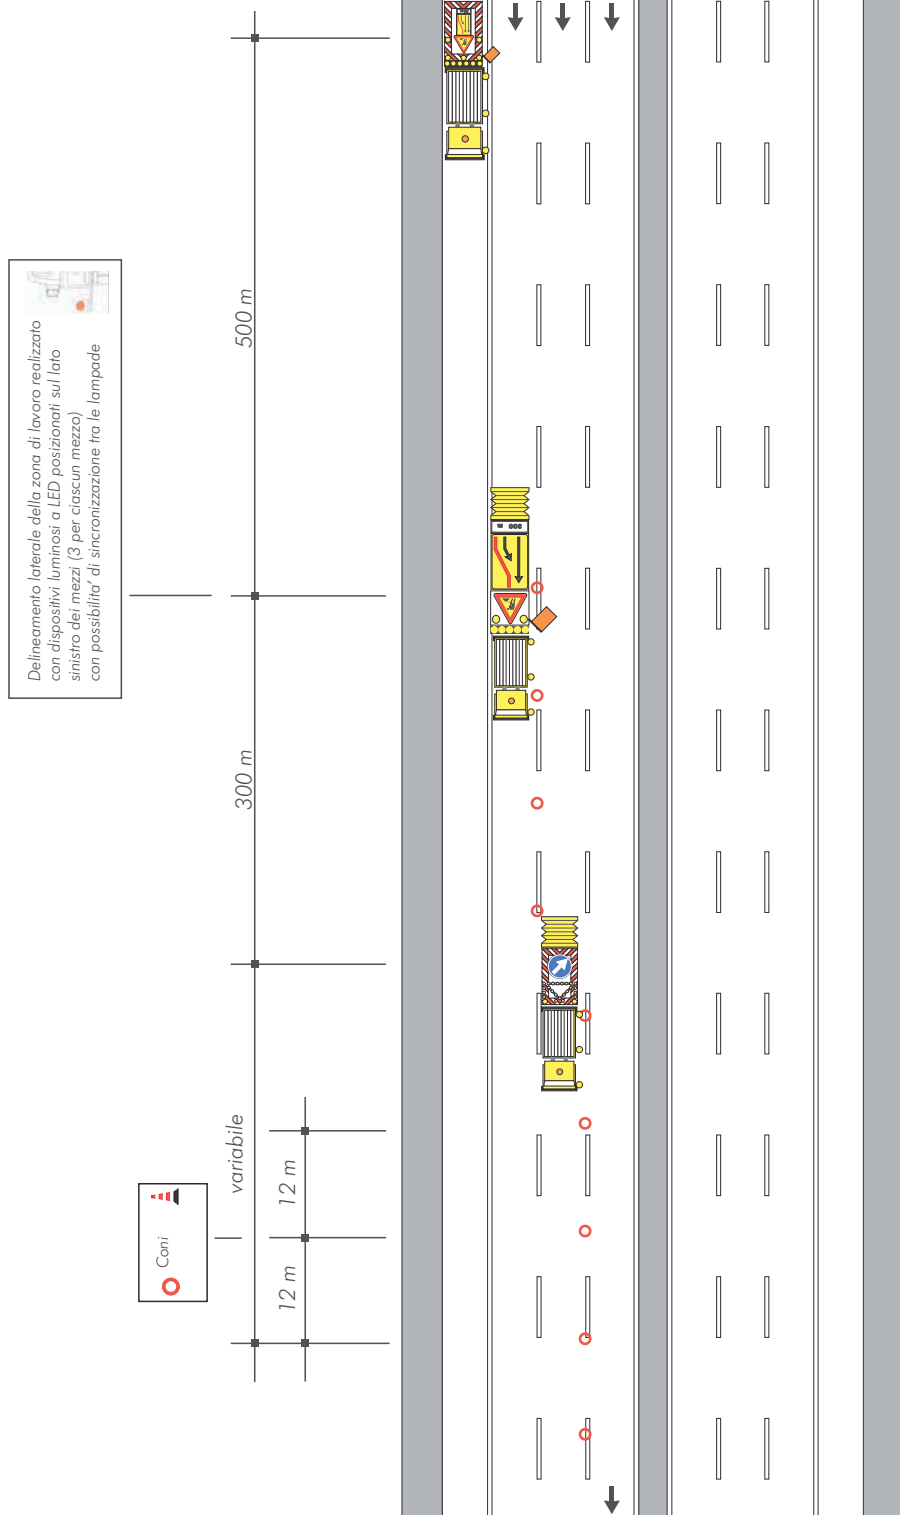 Delineamento laterale della zona di lavoro realizzato
con dispositivi luminosi a LED posizionati sul lato
sinistro dei mezzi (3 per ciascun mezzo)
con possibilita' di sincronizzazione tra le lampade
500 m
300 m
variabile
12 m
12 m
Coni